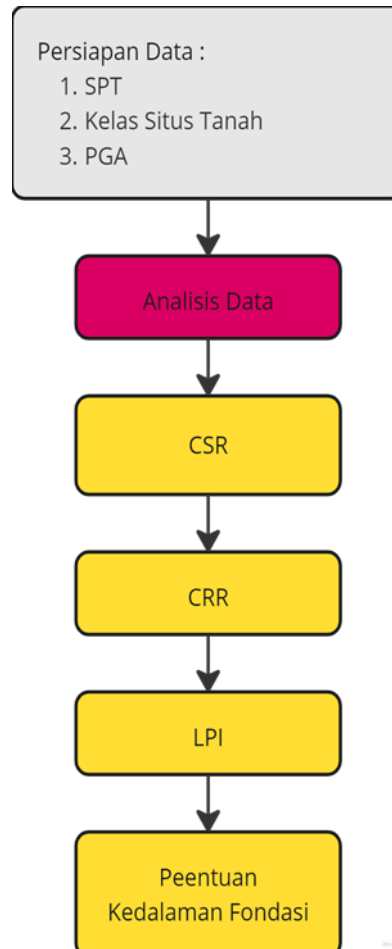 Persiapan Data :
1. SPT
2. Kelas Situs Tanah
3. PGA
Analisis Data
CSR
CRR
LPI
Peentuan
Kedalaman Fondasi